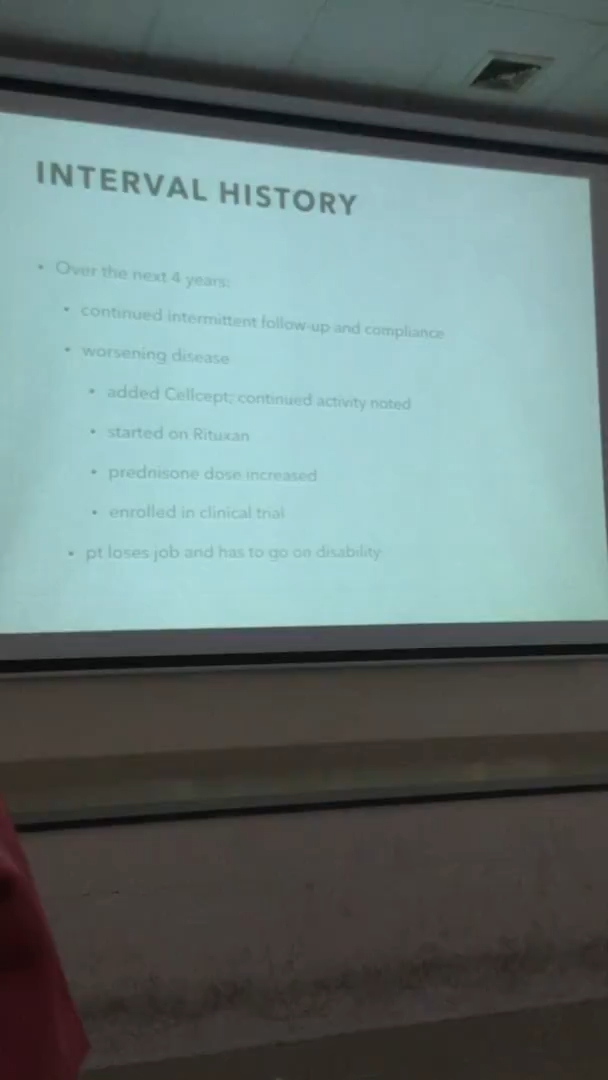 INTERVAL HISTORY
• Over the next 4 years:
• continued intermittent follow-up and compliance
• worsening disease
• added Cellcept; continued activity noted
• started on Rituxan
• prednisone dose increased
• enrolled in clinical trial
• pt loses job and has to go on disability